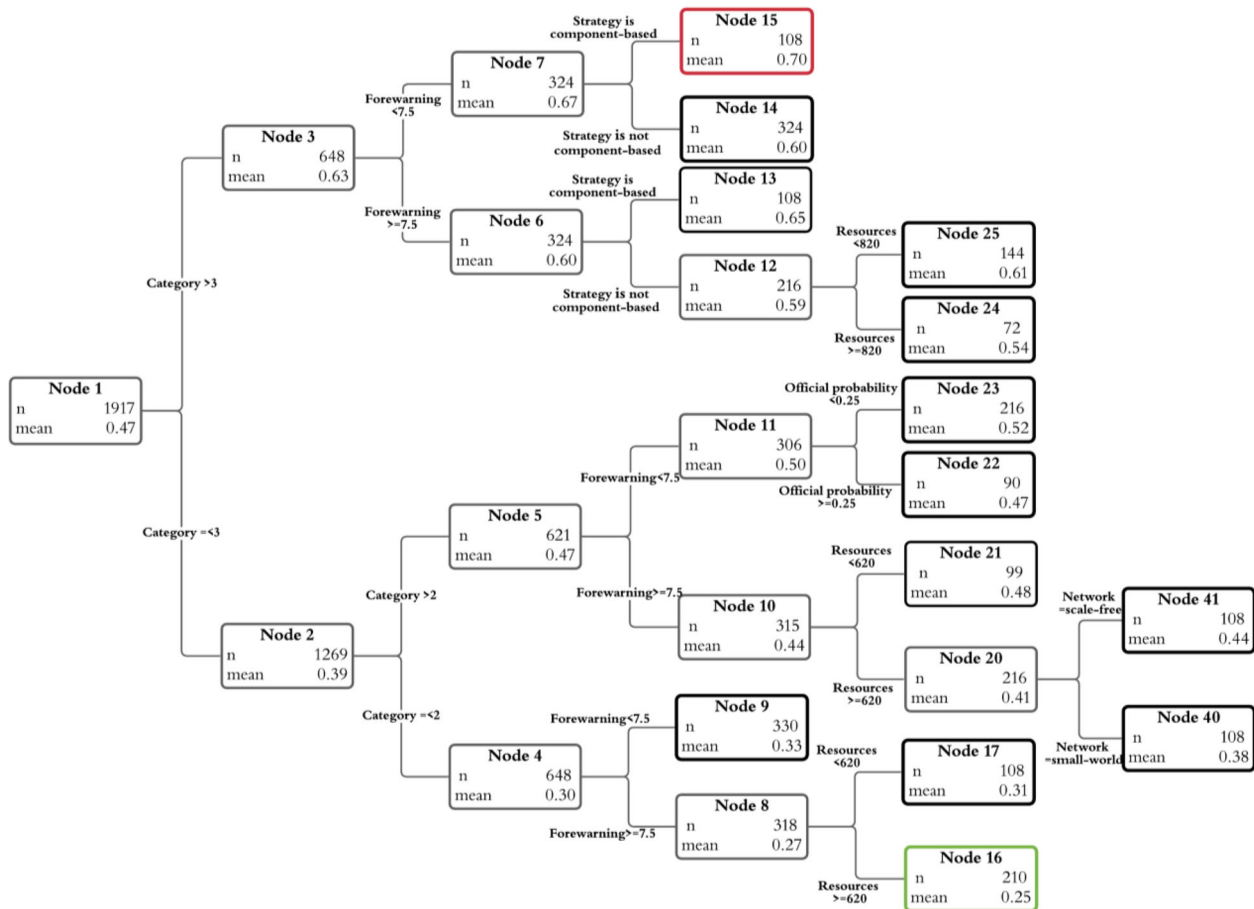 Strategy is
component-based
Node 15
n 108
mean 0.70
Node 7
n 324
mean 0.67
Forewarning
<7.5
Node 14
n 324
mean 0.60
Strategy is not
component-based
Node 3
n 648
mean 0.63
Strategy is
component-based
Node 13
n 108
mean 0.65
Forewarning
>=7.5
Node 6
n 324
mean 0.60
Resources
<820
Node 25
n 144
mean 0.61
Node 12
n 216
mean 0.59
Strategy is not
component-based
Category >3
Node 24
n 72
mean 0.54
Resources
>=820
Node 1
n 1917
mean 0.47
Official probability
<0.25
Node 23
n 216
mean 0.52
Node 11
n 306
mean 0.50
Forewarning<7.5
Node 22
n 90
mean 0.47
Official probability
>=0.25
Category =<3
Node 5
n 621
mean 0.47
Resources
<620
Node 21
n 99
mean 0.48
Category >2
Forewarning>=7.5
Node 10
n 315
mean 0.44
Network
=scale-free
Node 41
n 108
mean 0.44
Node 2
n 1269
mean 0.39
Node 20
n 216
mean 0.41
Resources
>=620
Category =<2
Forewarning<7.5
Node 9
n 330
mean 0.33
Node 40
n 108
mean 0.38
Network
=small-world
Node 4
n 648
mean 0.30
Resources
<620
Node 17
n 108
mean 0.31
Forewarning>=7.5
Node 8
n 318
mean 0.27
Node 16
n 210
mean 0.25
Resources
>=620